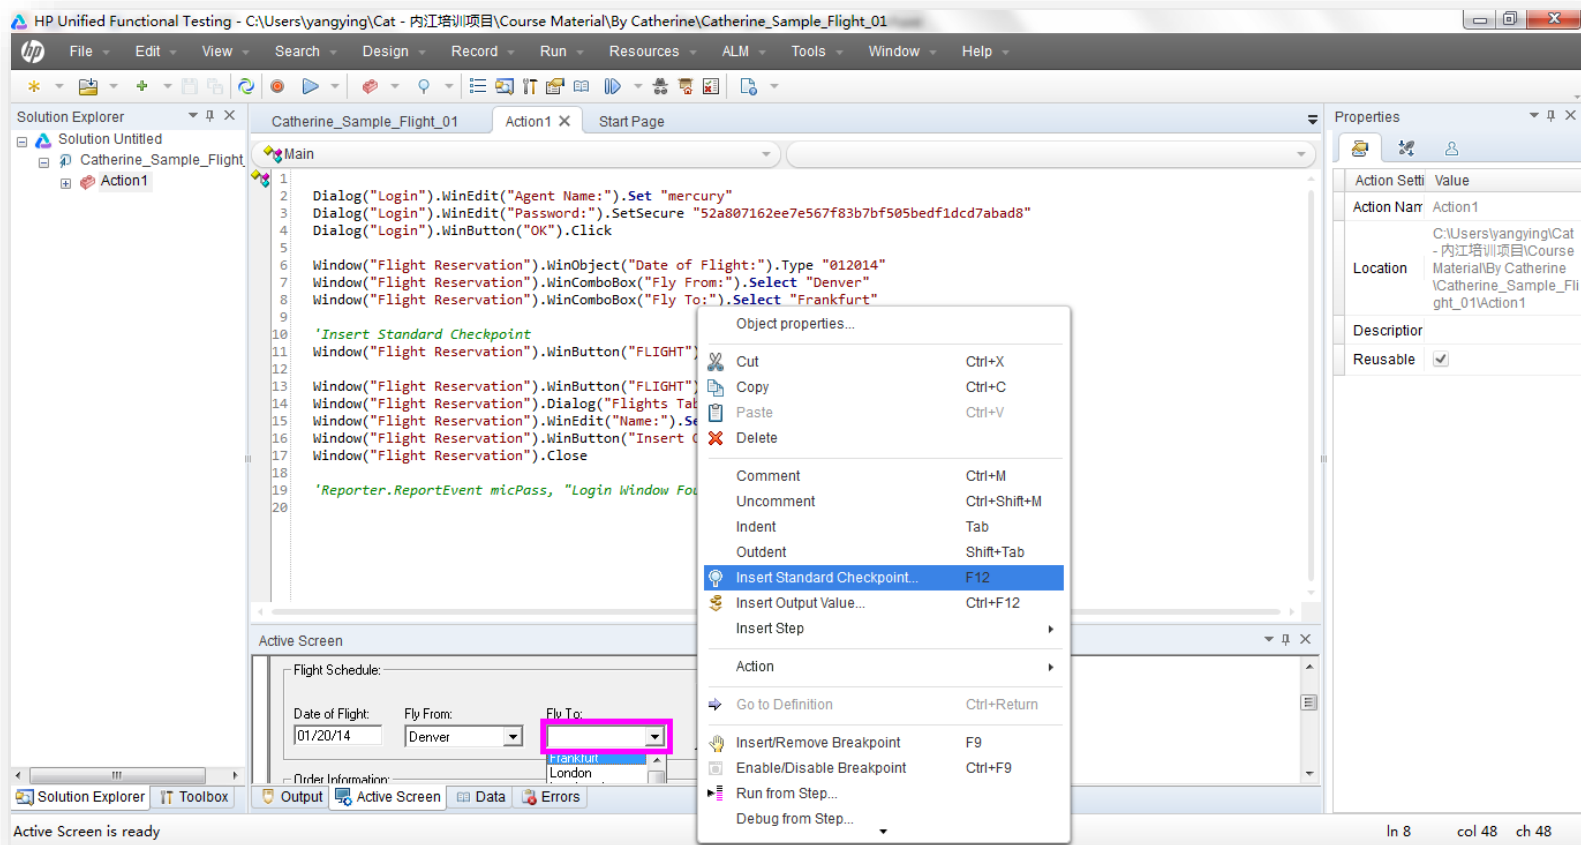 HP Unified Functional Testing - C:\Users\yangying\Cat - 内江培训项目\Course Material\By Catherine\Catherine_Sample_Flight_01
File Edit View Search Design Record Run Resources ALM Tools Window Help
Solution Explorer
Solution Untitled
Catherine_Sample_Flight_
Action1
Catherine_Sample_Flight_01 Action1 Start Page
Main
1
2 Dialog("Login").WinEdit("Agent Name:").Set "mercury"
3 Dialog("Login").WinEdit("Password:").SetSecure "52a807162ee7e567f83b7bf505bedf1dcd7abad8"
4 Dialog("Login").WinButton("OK").Click
5
6 Window("Flight Reservation").WinObject("Date of Flight:").Type "012014"
7 Window("Flight Reservation").WinComboBox("Fly From:").Select "Denver"
8 Window("Flight Reservation").WinComboBox("Fly To:").Select "Frankfurt"
9
10 'Insert Standard Checkpoint
11 Window("Flight Reservation").WinButton("FLIGHT")
12
13 Window("Flight Reservation").WinButton("FLIGHT")
14 Window("Flight Reservation").Dialog("Flights Tab
15 Window("Flight Reservation").WinEdit("Name:").Se
16 Window("Flight Reservation").WinButton("Insert O
17 Window("Flight Reservation").Close
18
19 'Reporter.ReportEvent micPass, "Login Window Fou
20
Object properties...
Cut Ctrl+X
Copy Ctrl+C
Paste Ctrl+V
Delete
Comment Ctrl+M
Uncomment Ctrl+Shift+M
Indent Tab
Outdent Shift+Tab
Insert Standard Checkpoint... F12
Insert Output Value... Ctrl+F12
Insert Step
Action
Go to Definition Ctrl+Return
Insert/Remove Breakpoint F9
Enable/Disable Breakpoint Ctrl+F9
Run from Step...
Debug from Step...
Active Screen
Flight Schedule:
Date of Flight: Fly From: Fly To:
01/20/14 Denver
Frankfurt
London
Order Information:
Solution Explorer Toolbox
Output Active Screen Data Errors
Properties
Action Setti Value
Action Nam Action1
Location C:\Users\yangying\Cat
- 内江培训项目\Course
Material\By Catherine
\Catherine_Sample_Fli
ght_01\Action1
Description
Reusable
Active Screen is ready
ln 8 col 48 ch 48